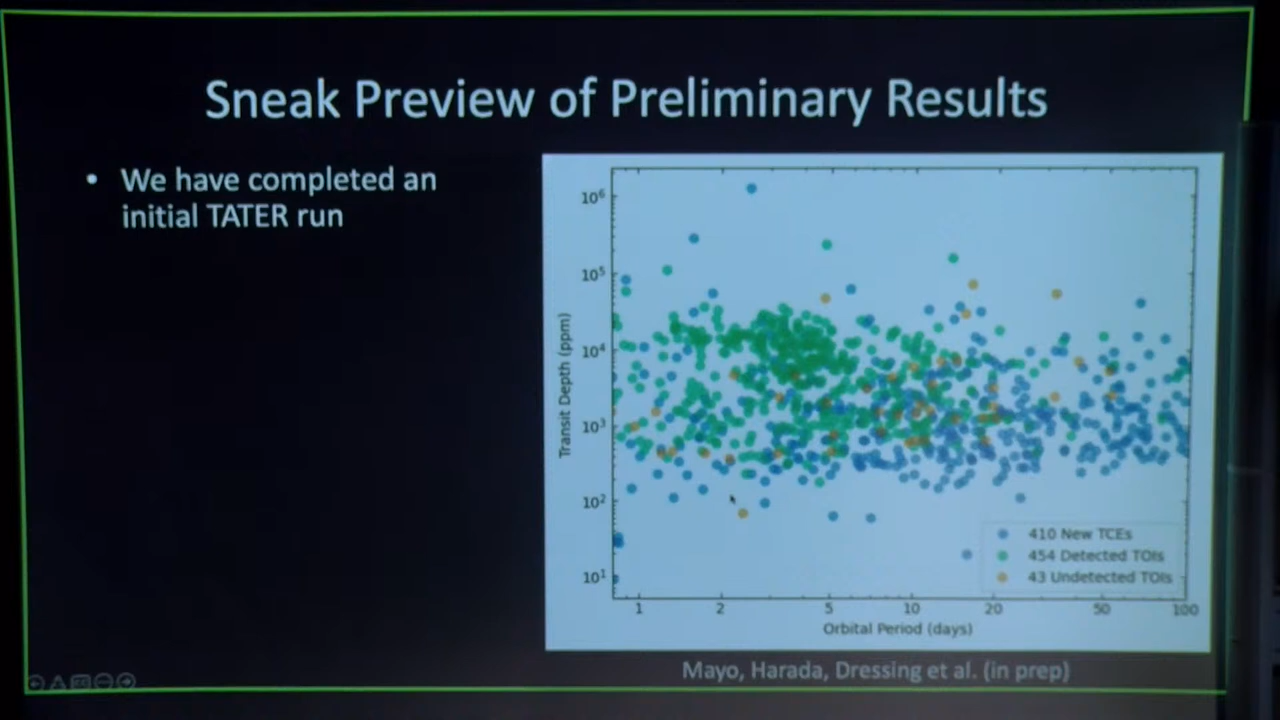 Sneak Preview of Preliminary Results
• We have completed an
initial TATER run
10⁶
10⁵
10⁴
10³
10²
10¹
Transit Depth (ppm)
1 2 5 10 20 50 100
Orbital Period (days)
410 New TCEs
454 Detected TOIs
43 Undetected TOIs
Mayo, Harada, Dressing et al. (in prep)